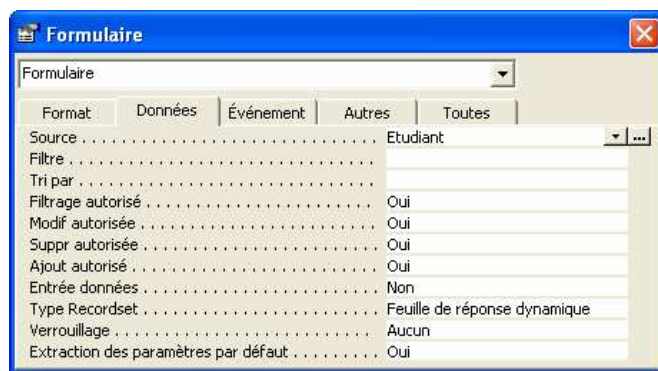 Formulaire
Formulaire
Format Données Événement Autres Toutes
Source . . . . . . . . . . . . . . . . . . . . . . . . . . . . . . . Etudiant ...
Filtre . . . . . . . . . . . . . . . . . . . . . . . . . . . . . . . .
Tri par . . . . . . . . . . . . . . . . . . . . . . . . . . . . . . .
Filtrage autorisé . . . . . . . . . . . . . . . . . . . . . . . . Oui
Modif autorisée . . . . . . . . . . . . . . . . . . . . . . . . . Oui
Suppr autorisée . . . . . . . . . . . . . . . . . . . . . . . . . Oui
Ajout autorisé . . . . . . . . . . . . . . . . . . . . . . . . . . Oui
Entrée données . . . . . . . . . . . . . . . . . . . . . . . . . Non
Type Recordset . . . . . . . . . . . . . . . . . . . . . . . . . Feuille de réponse dynamique
Verrouillage . . . . . . . . . . . . . . . . . . . . . . . . . . . Aucun
Extraction des paramètres par défaut . . . . . . . . . Oui